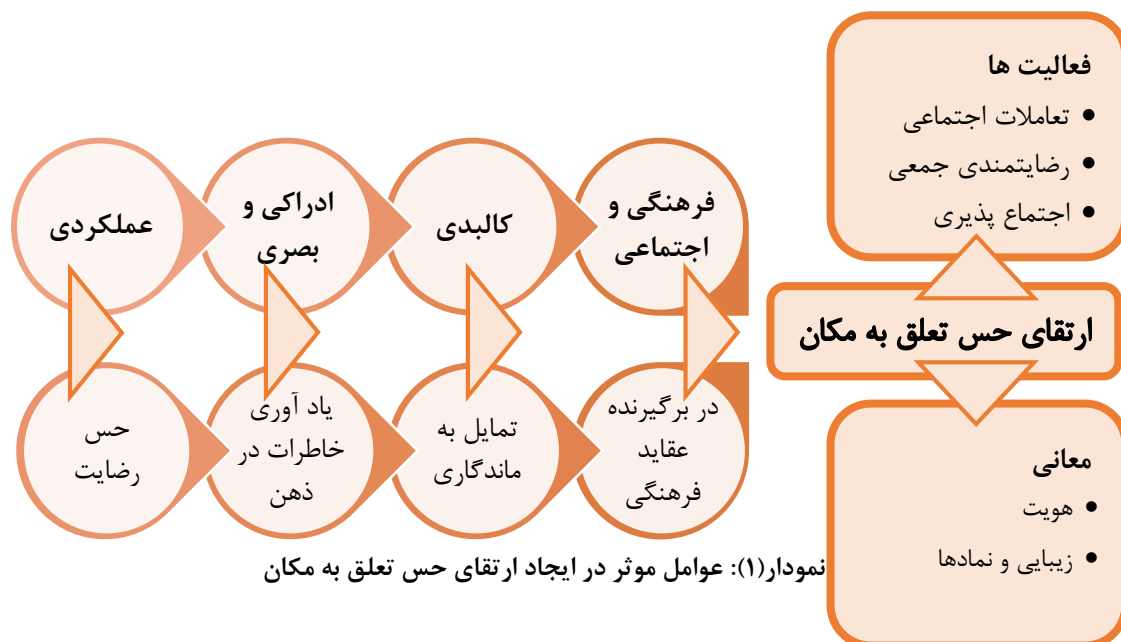 فعالیت ها
• تعاملات اجتماعی
• رضایتمندی جمعی
• اجتماع پذیری
ارتقای حس تعلق به مکان
معانی
• هویت
• زیبایی و نمادها
فرهنگی و
اجتماعی
کالبدی
ادراکی و
بصری
عملکردی
در برگیرنده
عقاید
فرهنگی
تمایل به
ماندگاری
یاد آوری
خاطرات در
ذهن
حس
رضایت
نمودار(۱): عوامل موثر در ایجاد ارتقای حس تعلق به مکان